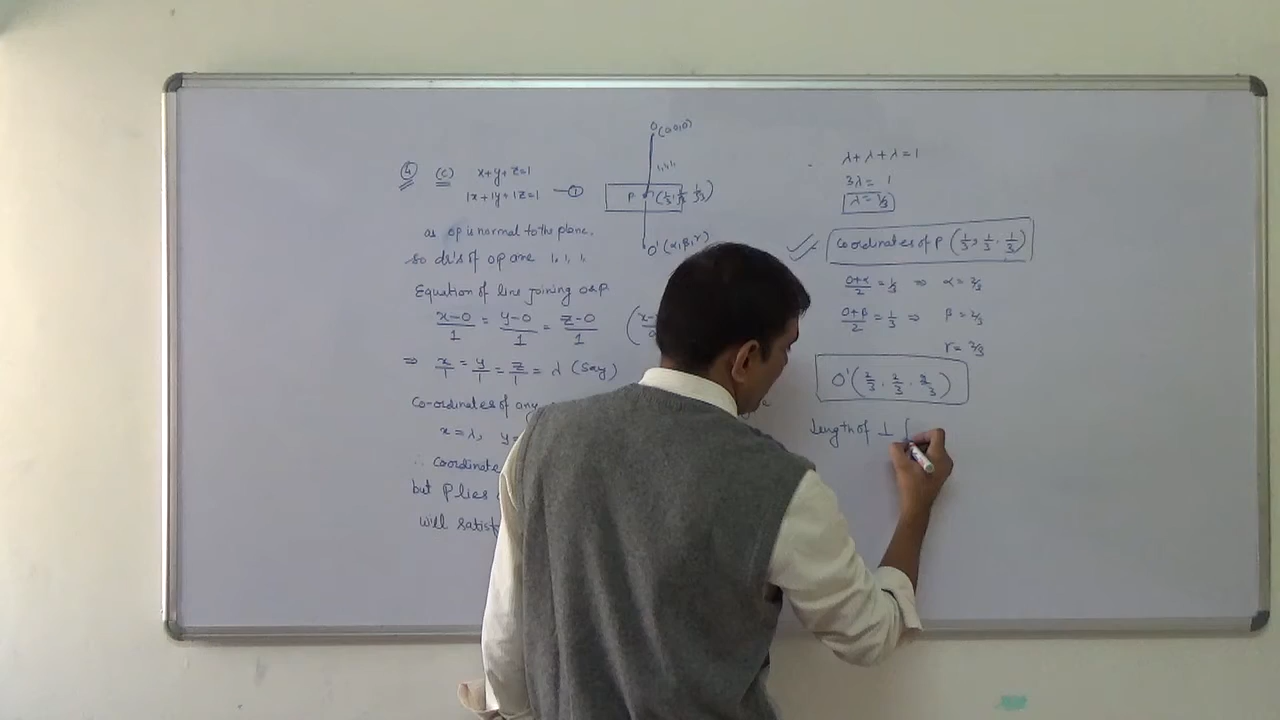 ④ (c) x+y+z=1
1x+1y+1z=1 —①
as op is normal to the plane.
so dr's of op are 1, 1, 1,
Equation of line joining O & P
x−0/1 = y−0/1 = z−0/1 (x−
⇒ x/1 = y/1 = z/1 = λ (say)
Co-ordinates of any
x=λ, y=
∴ coordinate
but P lies
will satisf
O(0,0,0)
1,1,1,
P (1/3, 1/3, 1/3)
O'(α,β,γ)
λ+λ+λ=1
3λ= 1
λ=1/3
Coordinates of P (1/3, 1/3, 1/3)
0+α/2 = 1/3 ⇒ α=2/3
0+β/2 = 1/3 ⇒ β=2/3
γ=2/3
O'(2/3, 2/3, 2/3)
Length of ⊥